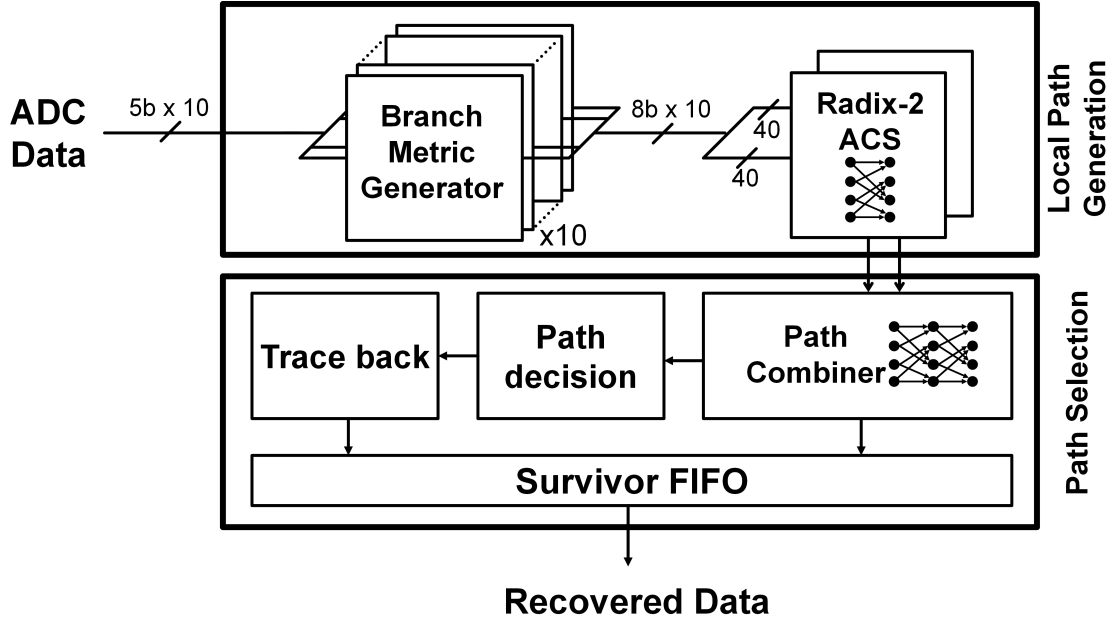 ADC
Data
5b x 10
Branch
Metric
Generator
x10
8b x 10
40
40
Radix-2
ACS
Local Path
Generation
Trace back
Path
decision
Path
Combiner
Survivor FIFO
Path Selection
Recovered Data